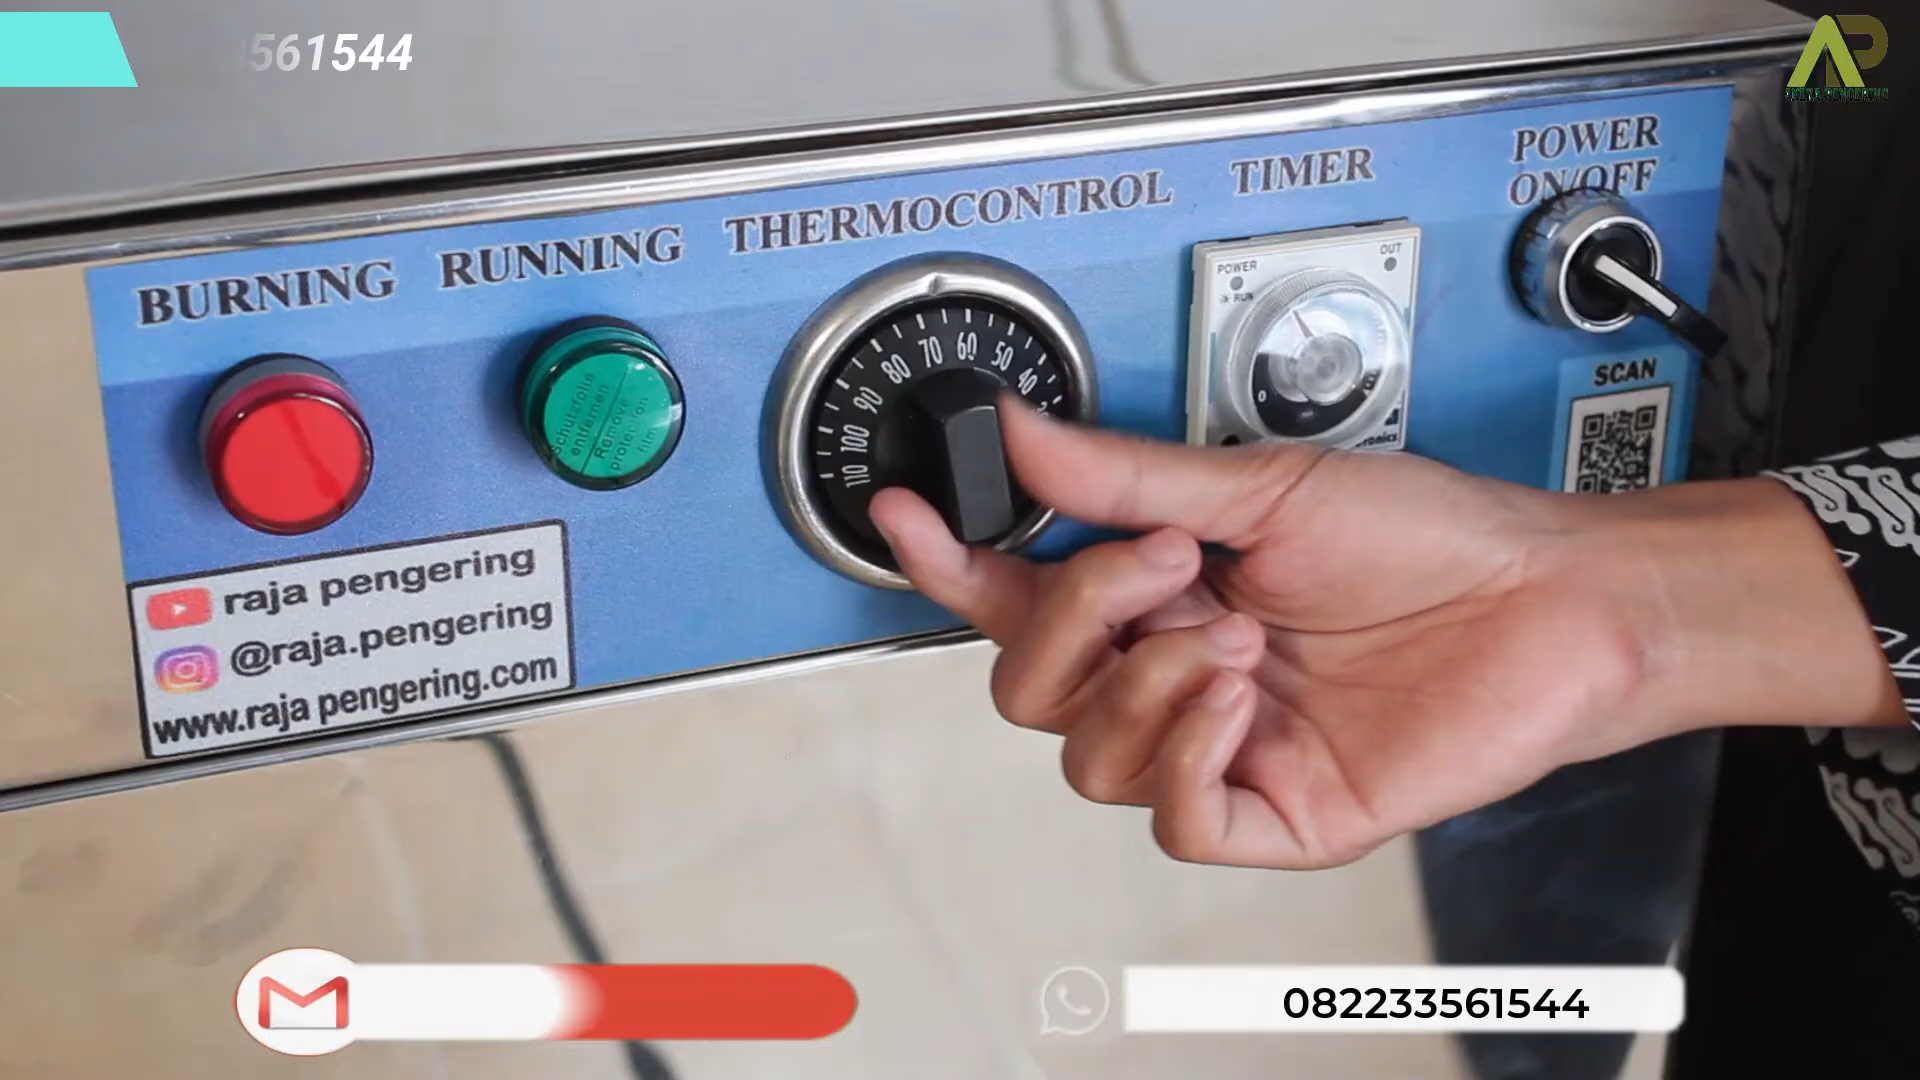 561544
POWER
ON/OFF
TIMER
THERMOCONTROL
RUNNING
BURNING
POWER
OUT
RUN
SCAN
Schutzfolie
entfernen
Remove
protection
film
110 100 90 80 70 60 50 40
0
raja pengering
@raja.pengering
www.raja pengering.com
082233561544